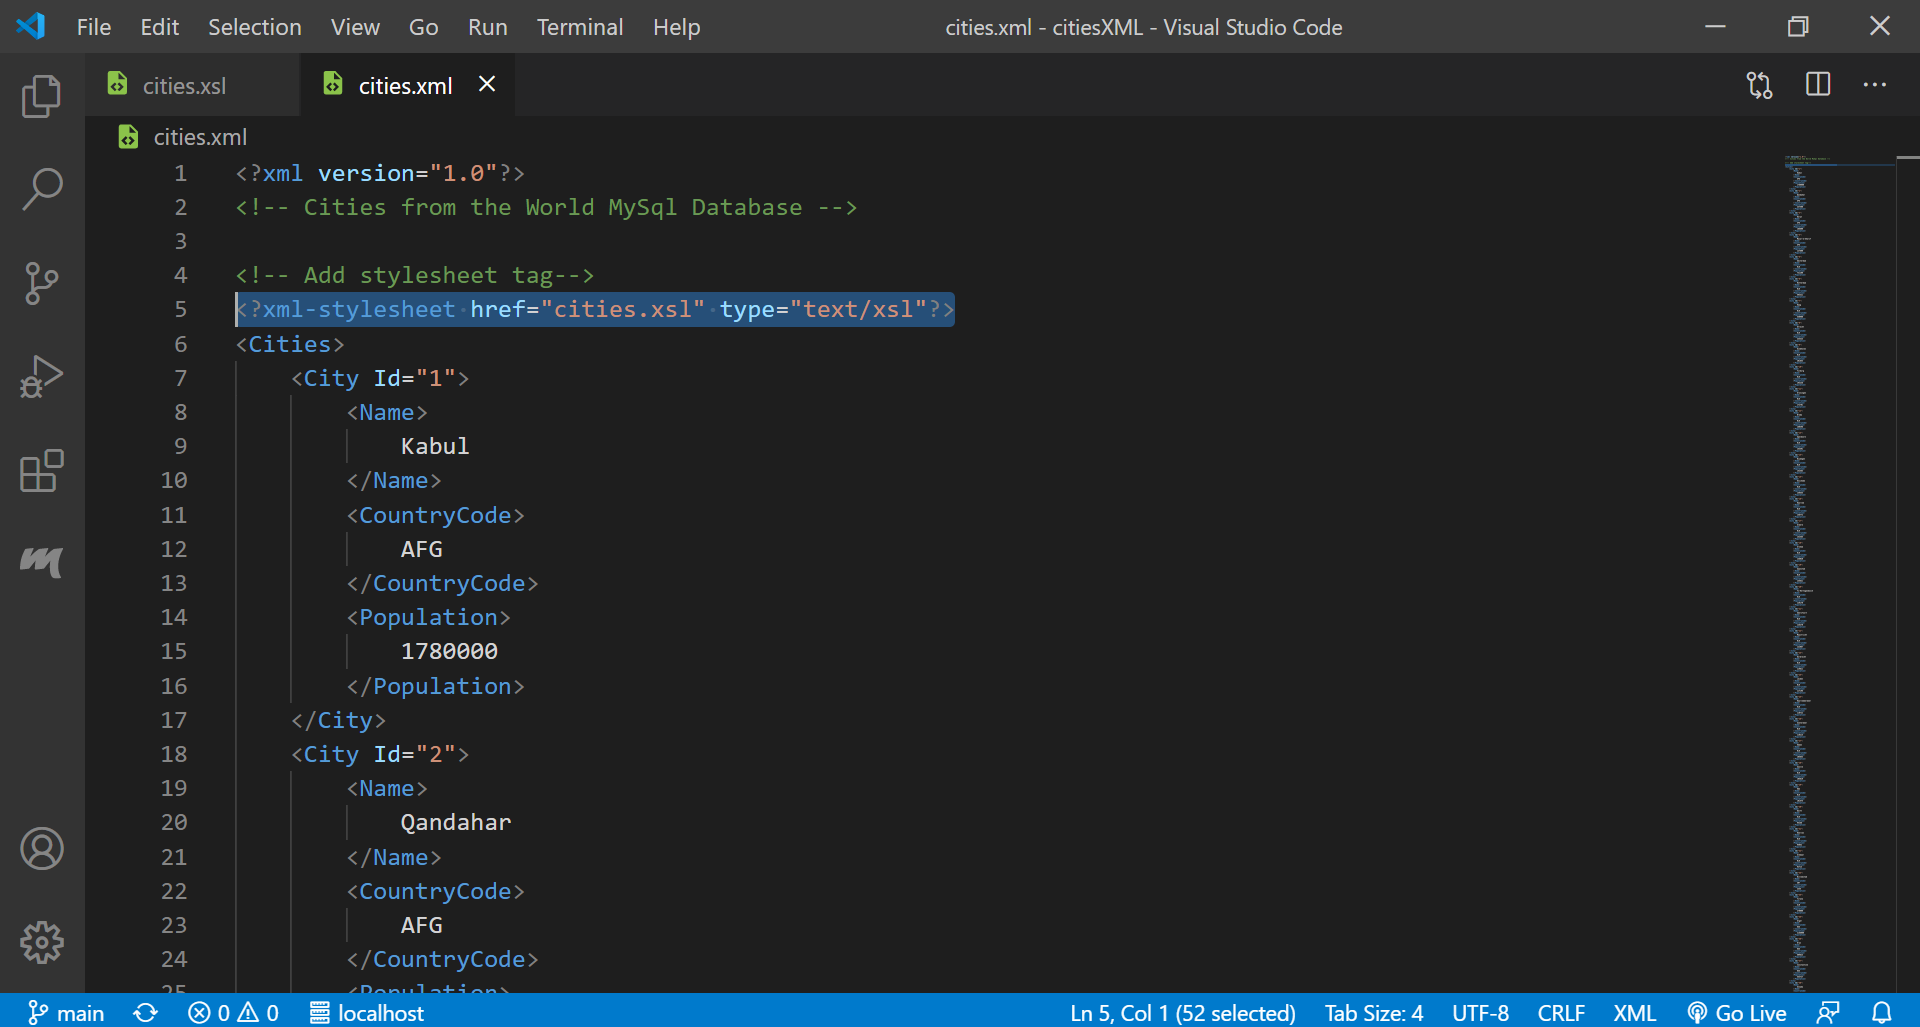 File Edit Selection View Go Run Terminal Help cities.xml - citiesXML - Visual Studio Code
cities.xsl cities.xml
cities.xml
1 <?xml version="1.0"?>
2 <!-- Cities from the World MySql Database -->
3
4 <!-- Add stylesheet tag-->
5 <?xml-stylesheet href="cities.xsl" type="text/xsl"?>
6 <Cities>
7 <City Id="1">
8 <Name>
9 Kabul
10 </Name>
11 <CountryCode>
12 AFG
13 </CountryCode>
14 <Population>
15 1780000
16 </Population>
17 </City>
18 <City Id="2">
19 <Name>
20 Qandahar
21 </Name>
22 <CountryCode>
23 AFG
24 </CountryCode>
25 <Population>
main 0 0 localhost Ln 5, Col 1 (52 selected) Tab Size: 4 UTF-8 CRLF XML Go Live